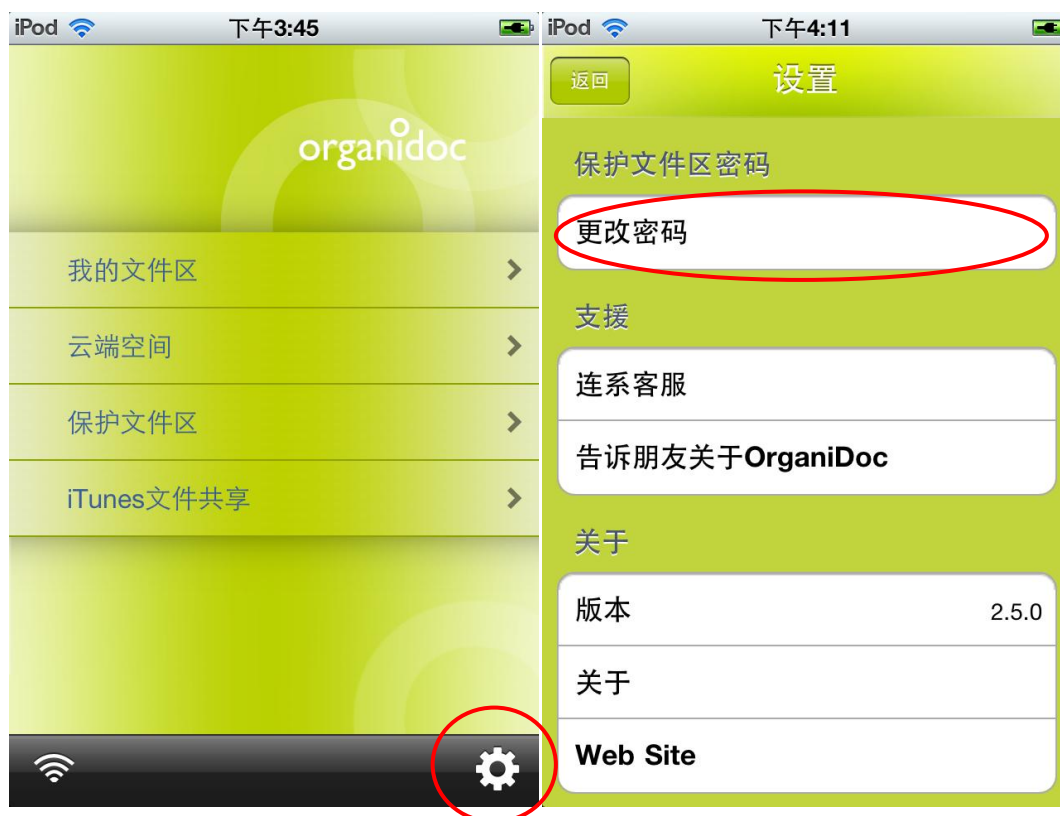 iPod 下午3:45
organidoc
我的文件区
云端空间
保护文件区
iTunes文件共享
iPod 下午4:11
返回 设置
保护文件区密码
更改密码
支援
连系客服
告诉朋友关于OrganiDoc
关于
版本 2.5.0
关于
Web Site